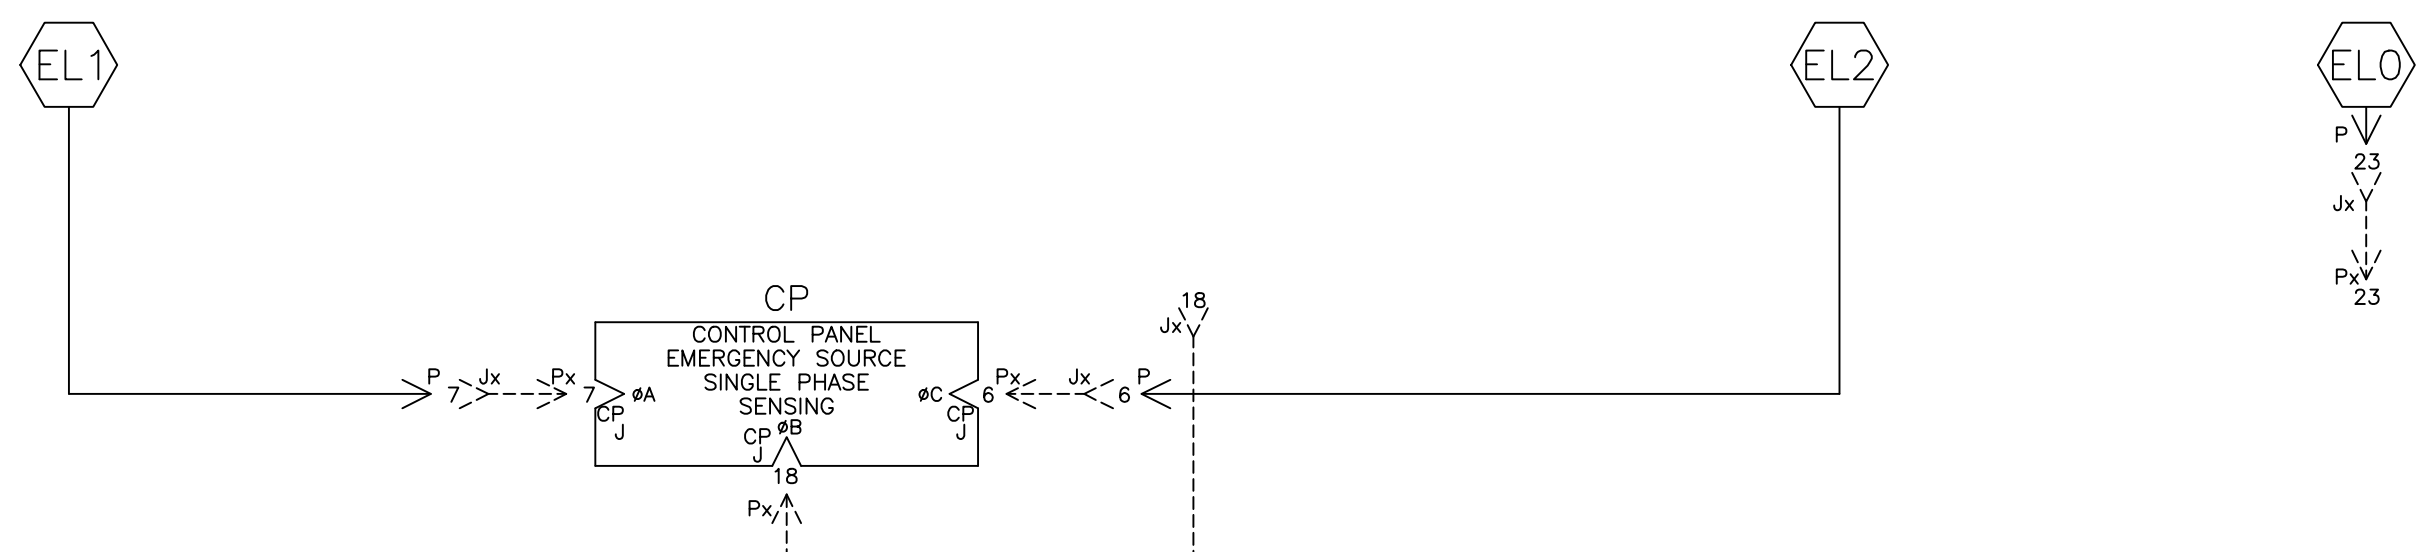 EL1
EL2
EL0
P
23
Jx
Px
23
CP
18
Jx
CONTROL PANEL
EMERGENCY SOURCE
SINGLE PHASE
SENSING
P
7
Jx
Px
7
øA
CP
J
øC
CP
J
6
Px
Jx
6
P
øB
CP
J
18
Px